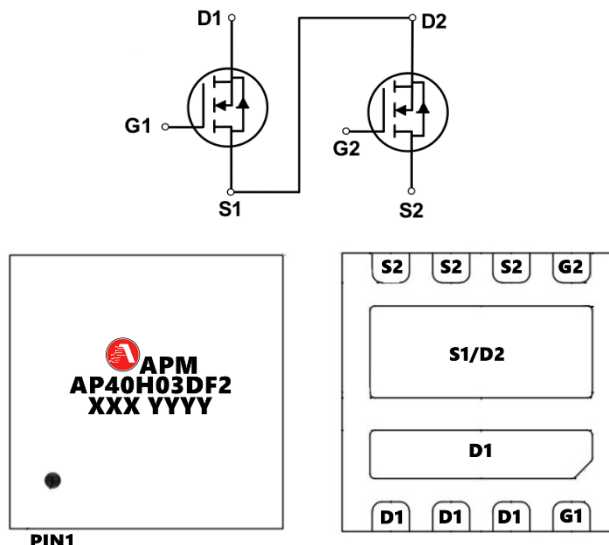 D1 D2
G1 G2
S1 S2
APM
AP40H03DF2
XXX YYYY
PIN1
S2 S2 S2 G2
S1/D2
D1
D1 D1 D1 G1